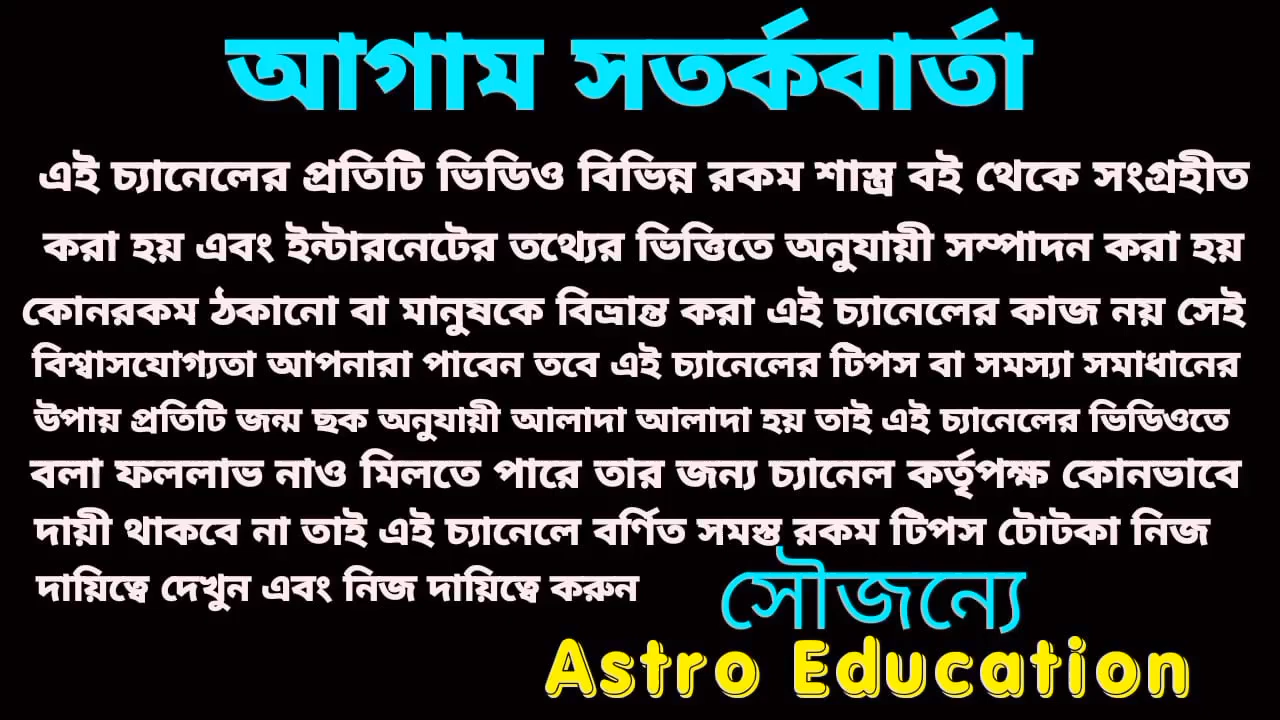 আগাম সতর্কবার্তা
এই চ্যানেলের প্রতিটি ভিডিও বিভিন্ন রকম শাস্ত্র বই থেকে সংগ্রহীত
করা হয় এবং ইন্টারনেটের তথ্যের ভিত্তিতে অনুযায়ী সম্পাদন করা হয়
কোনরকম ঠকানো বা মানুষকে বিভ্রান্ত করা এই চ্যানেলের কাজ নয় সেই
বিশ্বাসযোগ্যতা আপনারা পাবেন তবে এই চ্যানেলের টিপস বা সমস্যা সমাধানের
উপায় প্রতিটি জন্ম ছক অনুযায়ী আলাদা আলাদা হয় তাই এই চ্যানেলের ভিডিওতে
বলা ফললাভ নাও মিলতে পারে তার জন্য চ্যানেল কর্তৃপক্ষ কোনভাবে
দায়ী থাকবে না তাই এই চ্যানেলে বর্ণিত সমস্ত রকম টিপস টোটকা নিজ
দায়িত্বে দেখুন এবং নিজ দায়িত্বে করুন
সৌজন্যে
Astro Education